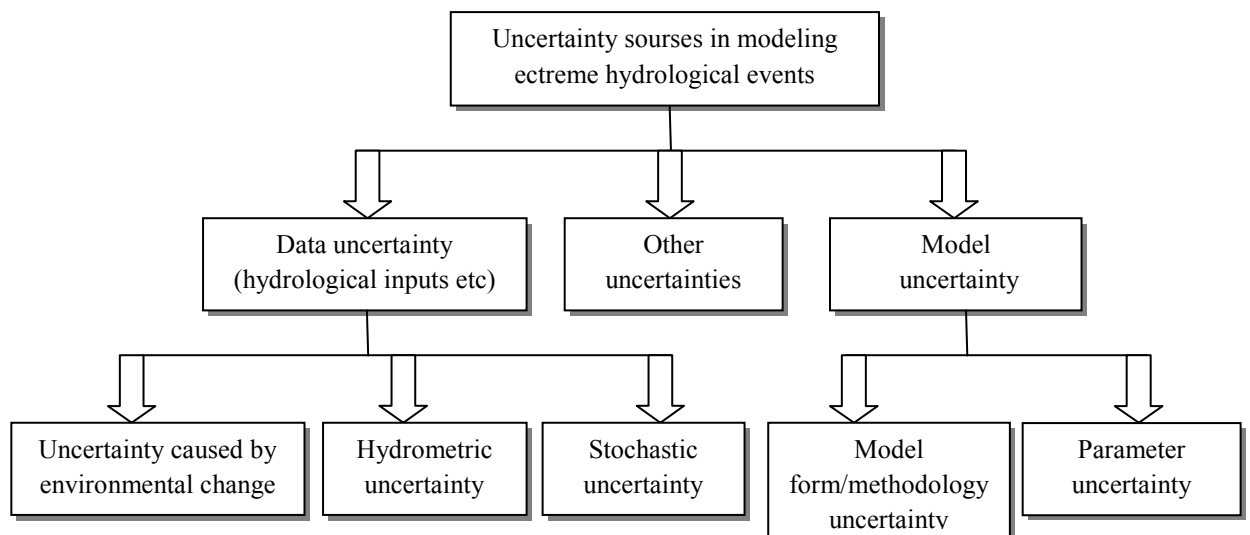 Uncertainty sourses in modeling
ectreme hydrological events
Data uncertainty
(hydrological inputs etc)
Other
uncertainties
Model
uncertainty
Uncertainty caused by
environmental change
Hydrometric
uncertainty
Stochastic
uncertainty
Model
form/methodology
uncertainty
Parameter
uncertainty